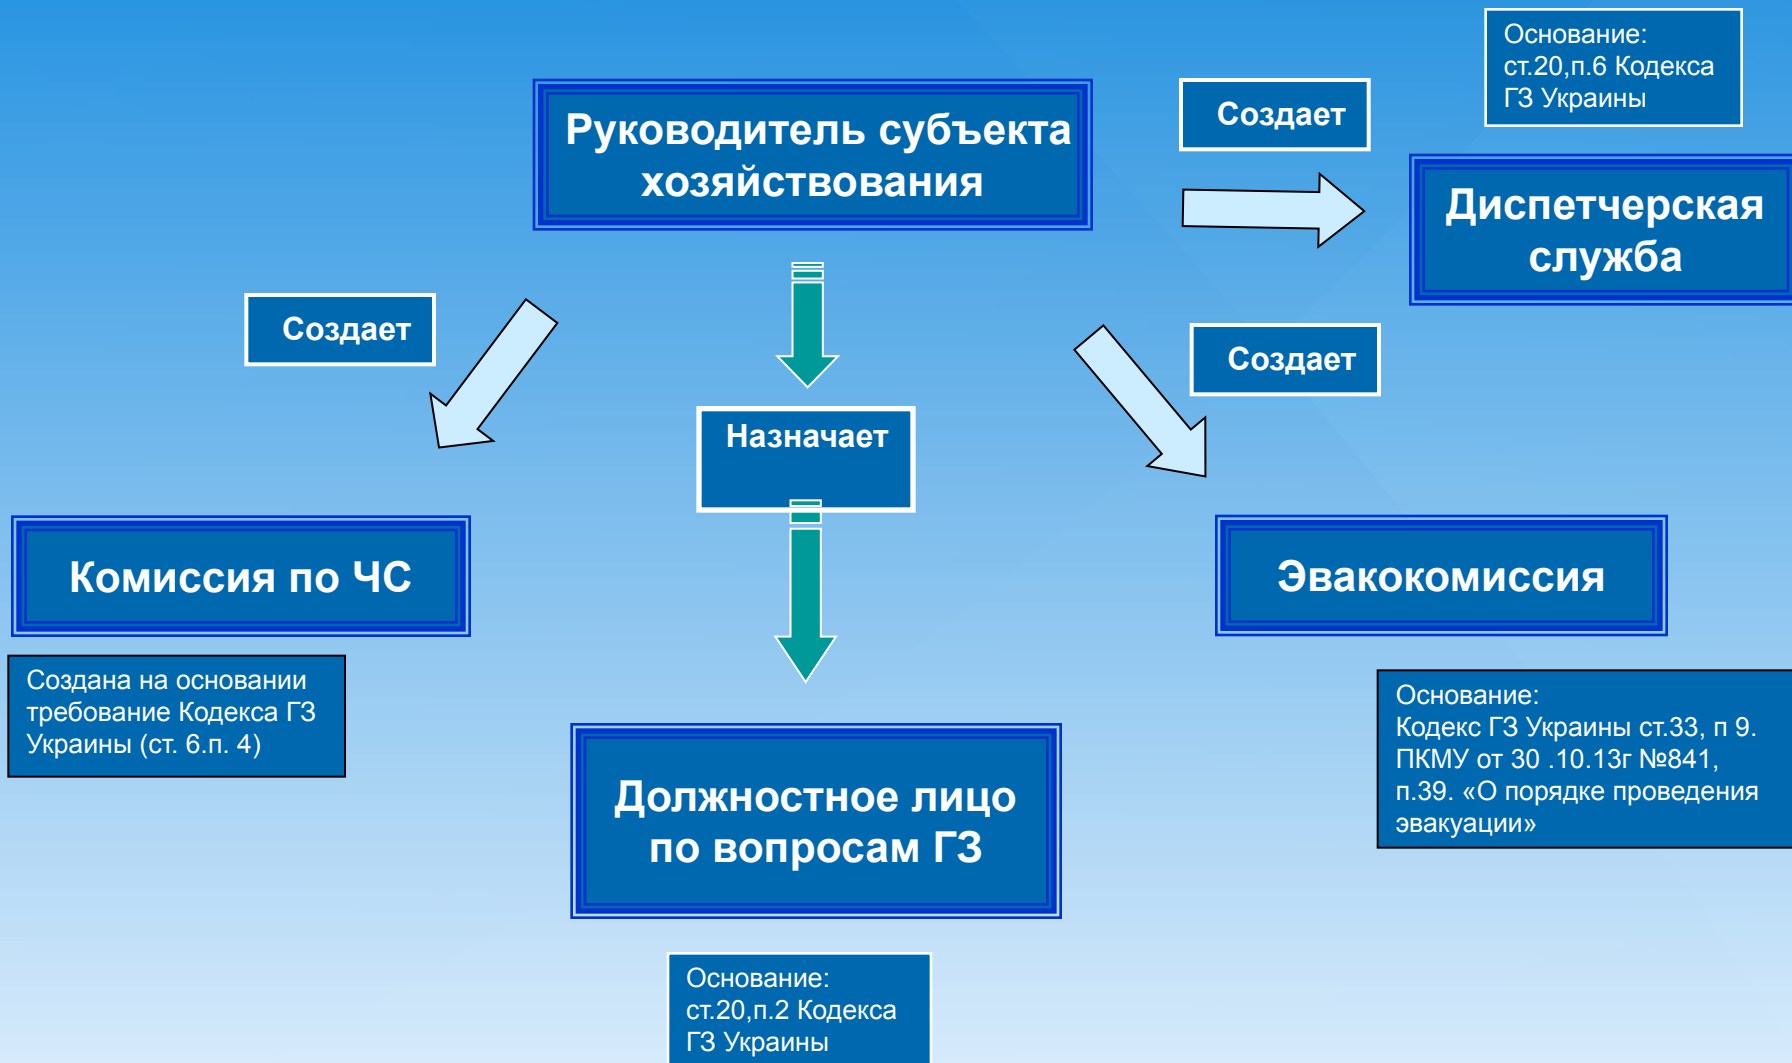 Основание:
ст.20,п.6 Кодекса
ГЗ Украины
Руководитель субъекта
хозяйствования
Создает
Диспетчерская
служба
Создает
Создает
Назначает
Комиссия по ЧС
Эвакокомиссия
Создана на основании
требование Кодекса ГЗ
Украины (ст. 6.п. 4)
Основание:
Кодекс ГЗ Украины ст.33, п 9.
ПКМУ от 30 .10.13г №841,
п.39. «О порядке проведения
эвакуации»
Должностное лицо
по вопросам ГЗ
Основание:
ст.20,п.2 Кодекса
ГЗ Украины